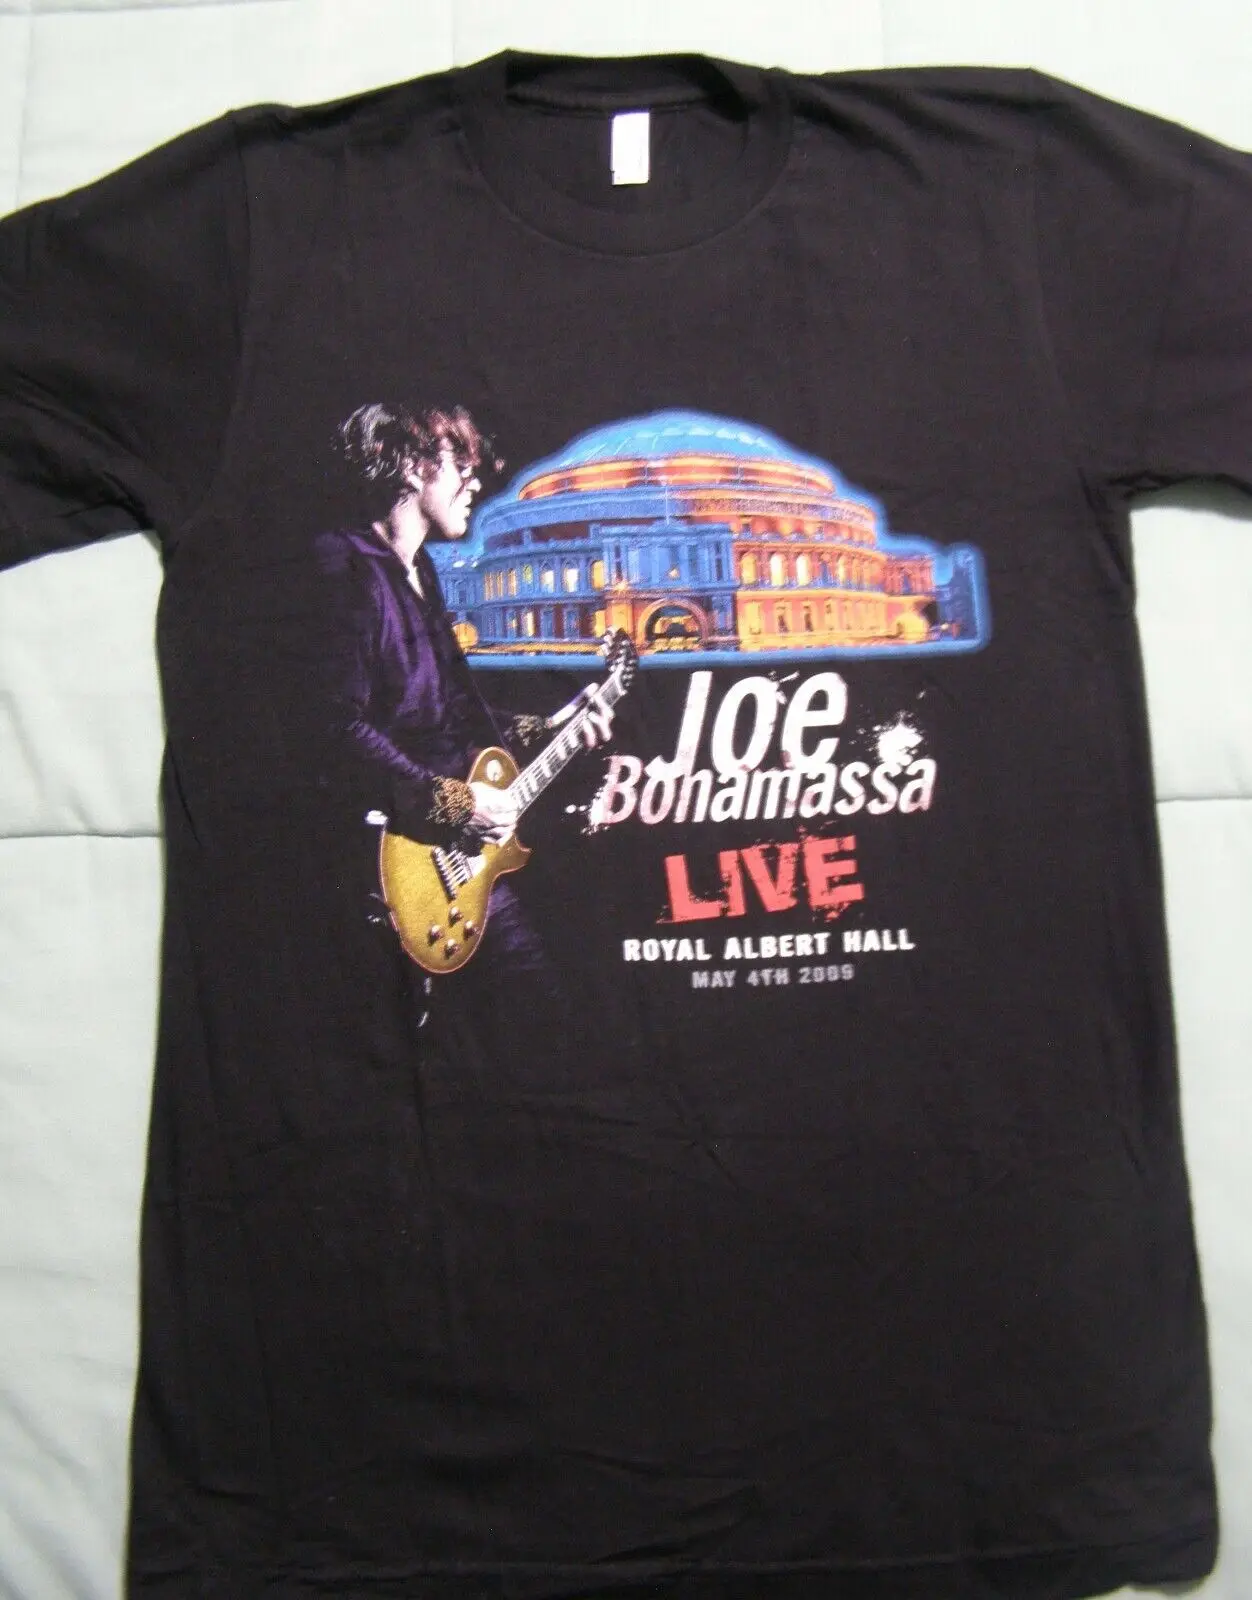 Joe
Bonamassa
LIVE
ROYAL ALBERT HALL
MAY 4TH 2009